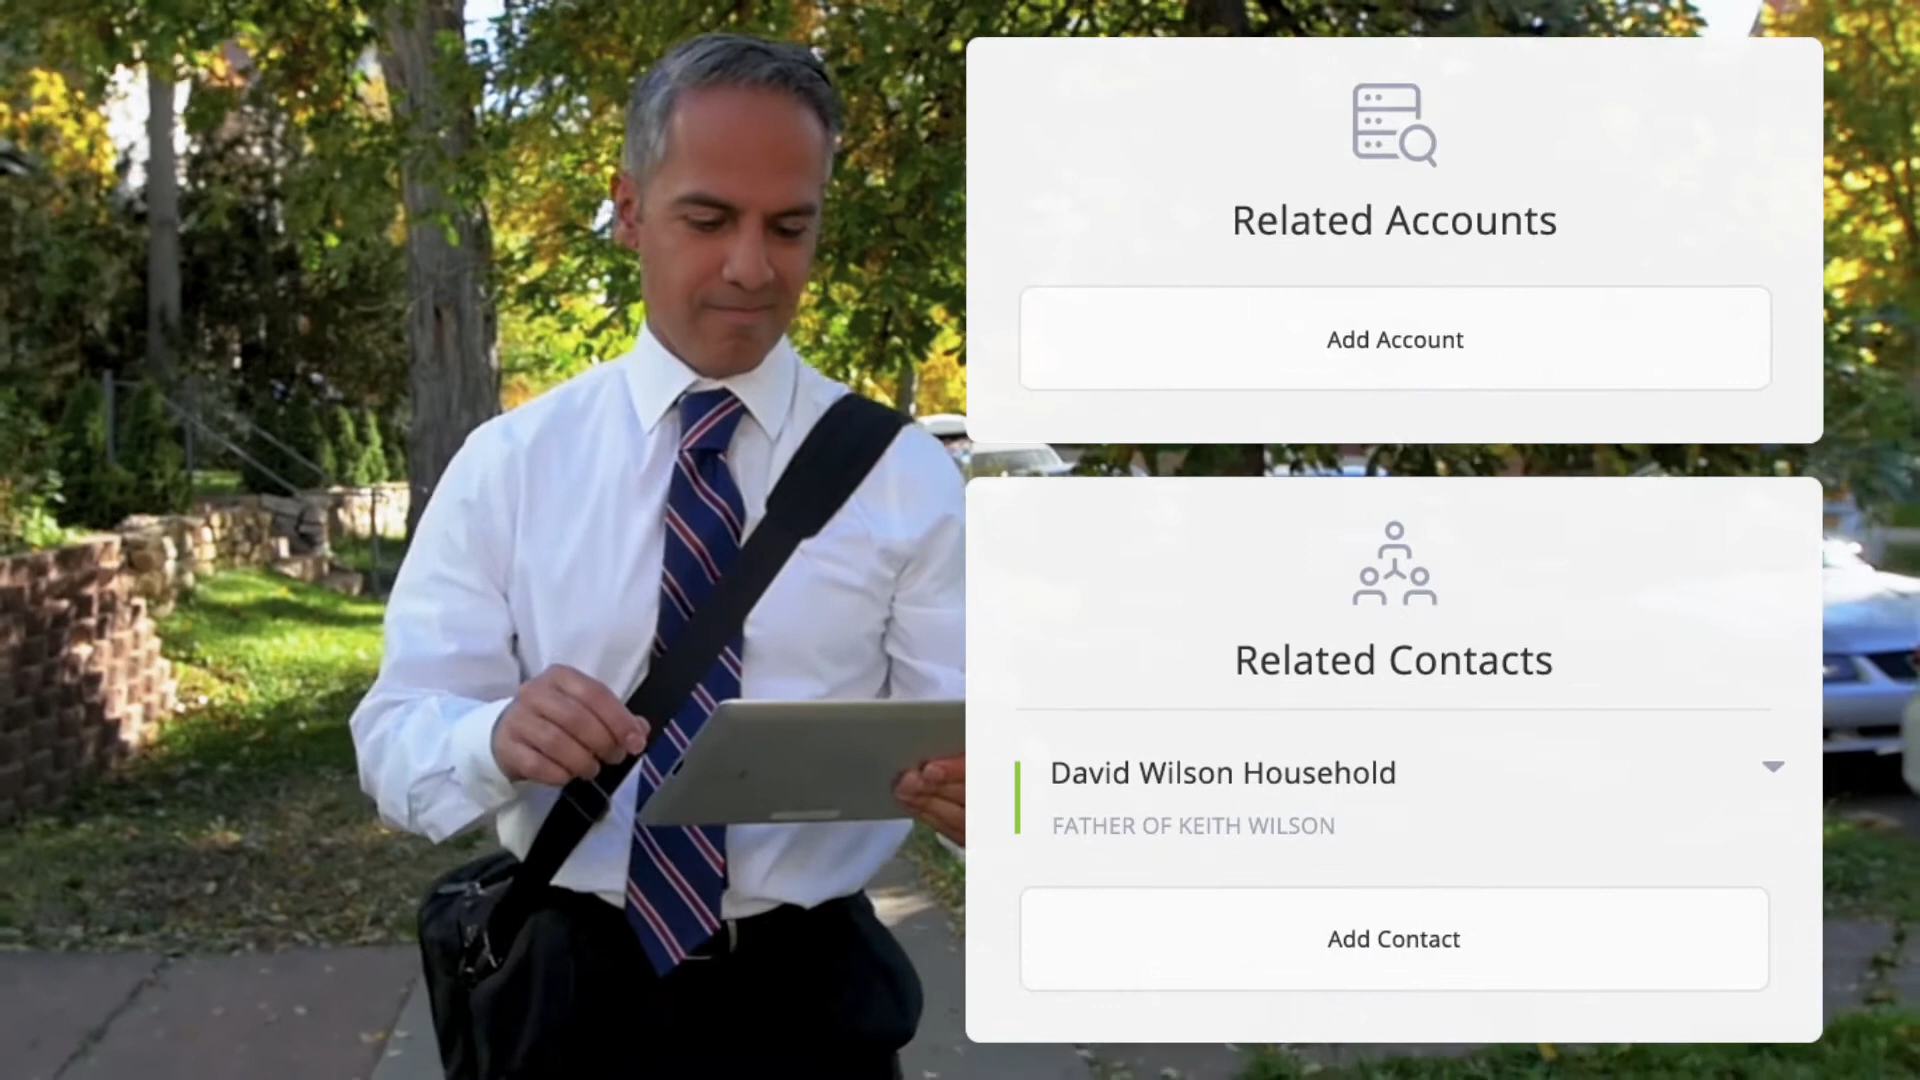 Related Accounts
Add Account
Related Contacts
David Wilson Household
FATHER OF KEITH WILSON
Add Contact